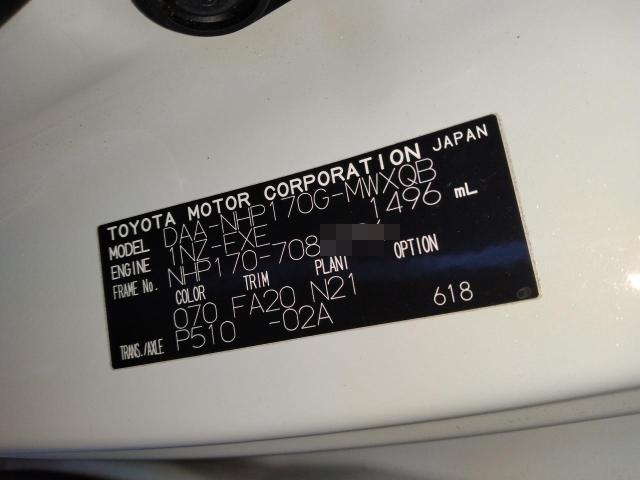 TOYOTA MOTOR CORPORATION JAPAN
MODEL DAA-NHP170G-MWXQB
ENGINE 1NZ-FXE 1496 mL
FRAME No. NHP170-708
COLOR TRIM PLANT OPTION
070 FA20 N21
TRANS./AXLE P510 -02A 618